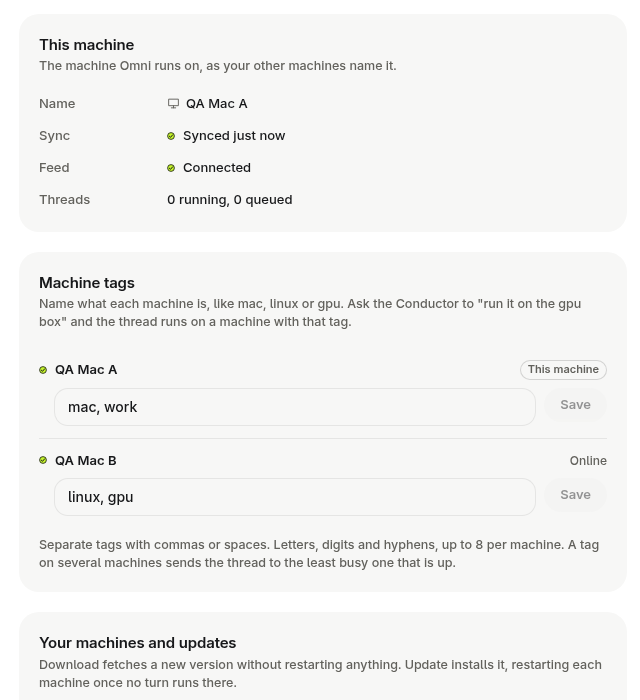 This machine
The machine Omni runs on, as your other machines name it.
Name
QA Mac A
Sync
Synced just now
Feed
Connected
Threads
0 running, 0 queued
Machine tags
Name what each machine is, like mac, linux or gpu. Ask the Conductor to "run it on the gpu
box" and the thread runs on a machine with that tag.
QA Mac A
This machine
mac, work
Save
QA Mac B
Online
linux, gpu
Save
Separate tags with commas or spaces. Letters, digits and hyphens, up to 8 per machine. A tag
on several machines sends the thread to the least busy one that is up.
Your machines and updates
Download fetches a new version without restarting anything. Update installs it, restarting each
machine once no turn runs there.